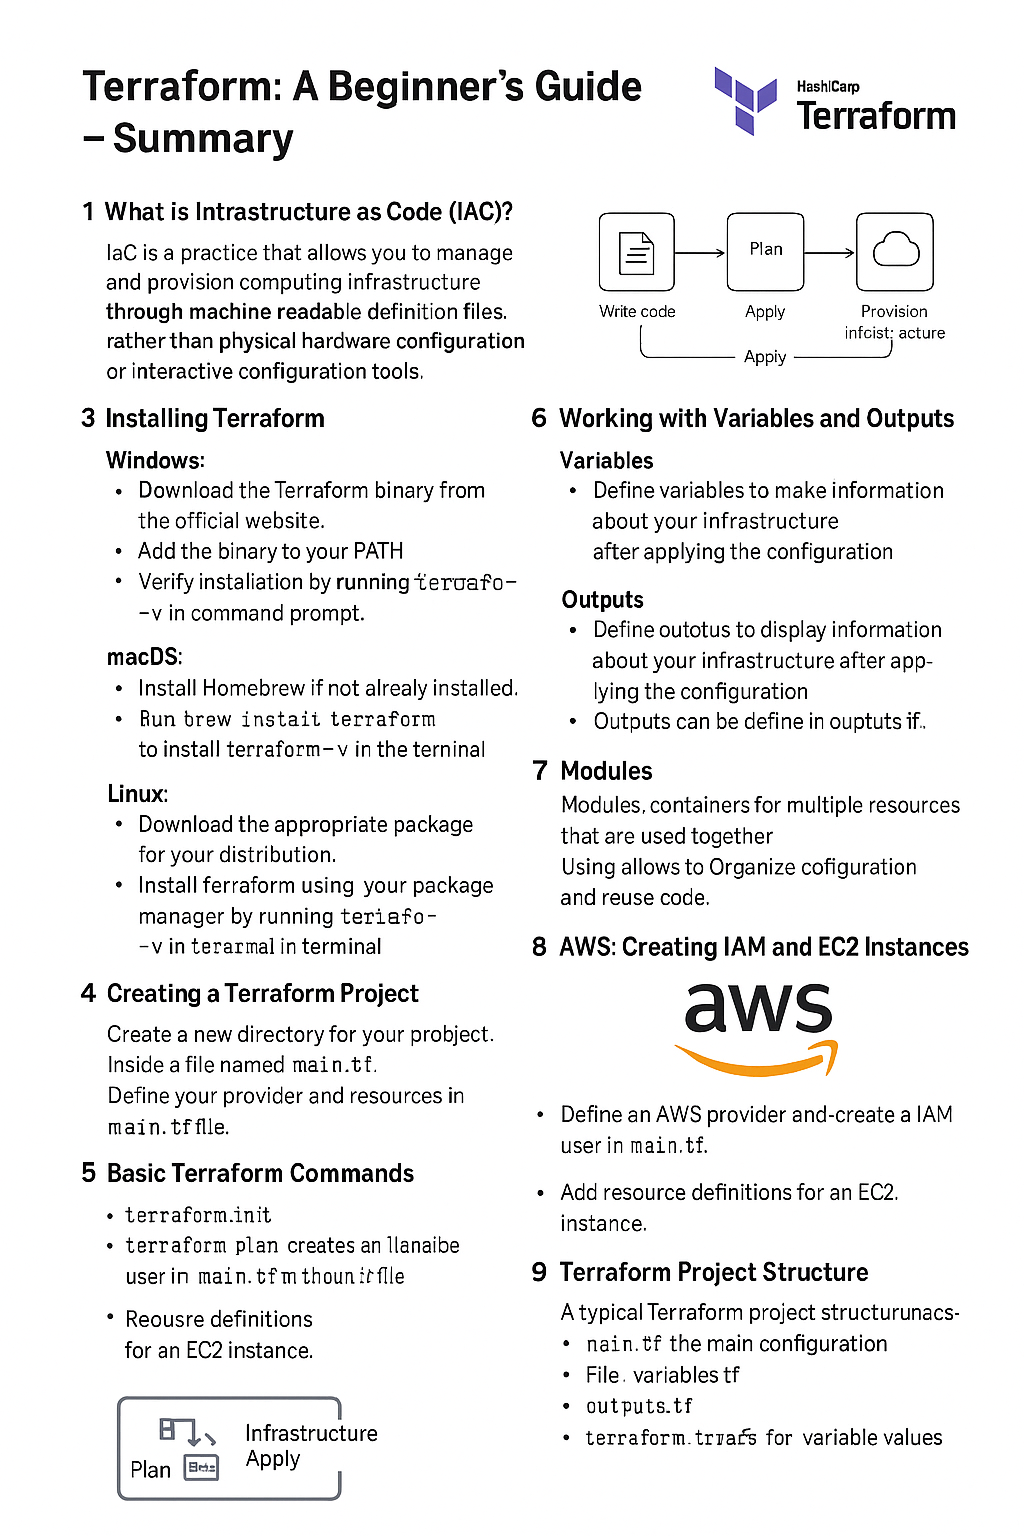 Terraform: A Beginner's Guide
– Summary
HashICarp
Terraform
1 What is Intrastructure as Code (IAC)?
IaC is a practice that allows you to manage
and provision computing infrastructure
through machine readable definition files.
rather than physical hardware configuration
or interactive configuration tools.
Plan
Write code
Apply
Provision
infcist: acture
Apply
3 Installing Terraform
Windows:
• Download the Terraform binary from
the official website.
• Add the binary to your PATH
• Verify instaliation by running
–v in command prompt.
macDS:
• Install Homebrew if not alrealy installed.
• Run brew instait terraform
to install terraform–v in the terninal
Linux:
• Download the appropriate package
for your distribution.
• Install ferraform using your package
manager by running teriafo–
–v in terarmal in terminal
4 Creating a Terraform Project
Create a new directory for your probject.
Inside a file named main.tf.
Define your provider and resources in
main.tf flle.
5 Basic Terraform Commands
• terraform.init
• terraform plan creates an llanaibe
user in main.tf
• Reousre definitions
for an EC2 instance.
Infrastructure
Apply
Plan
6 Working with Variables and Outputs
Variables
• Define variables to make information
about your infrastructure
after applying the configuration
Outputs
• Define outotus to display information
about your infrastructure after app-
lying the configuration
• Outputs can be define in ouptuts if..
7 Modules
Modules, containers for multiple resources
that are used together
Using allows to Organize cofiguration
and reuse code.
8 AWS: Creating IAM and EC2 Instances
aws
• Define an AWS provider and-create a IAM
user in main.tf.
• Add resource definitions for an EC2.
instance.
9 Terraform Project Structure
A typical Terraform project structurunacs-
• nain.tf the main configuration
• File. variables tf
• outputs.tf
• for variable values